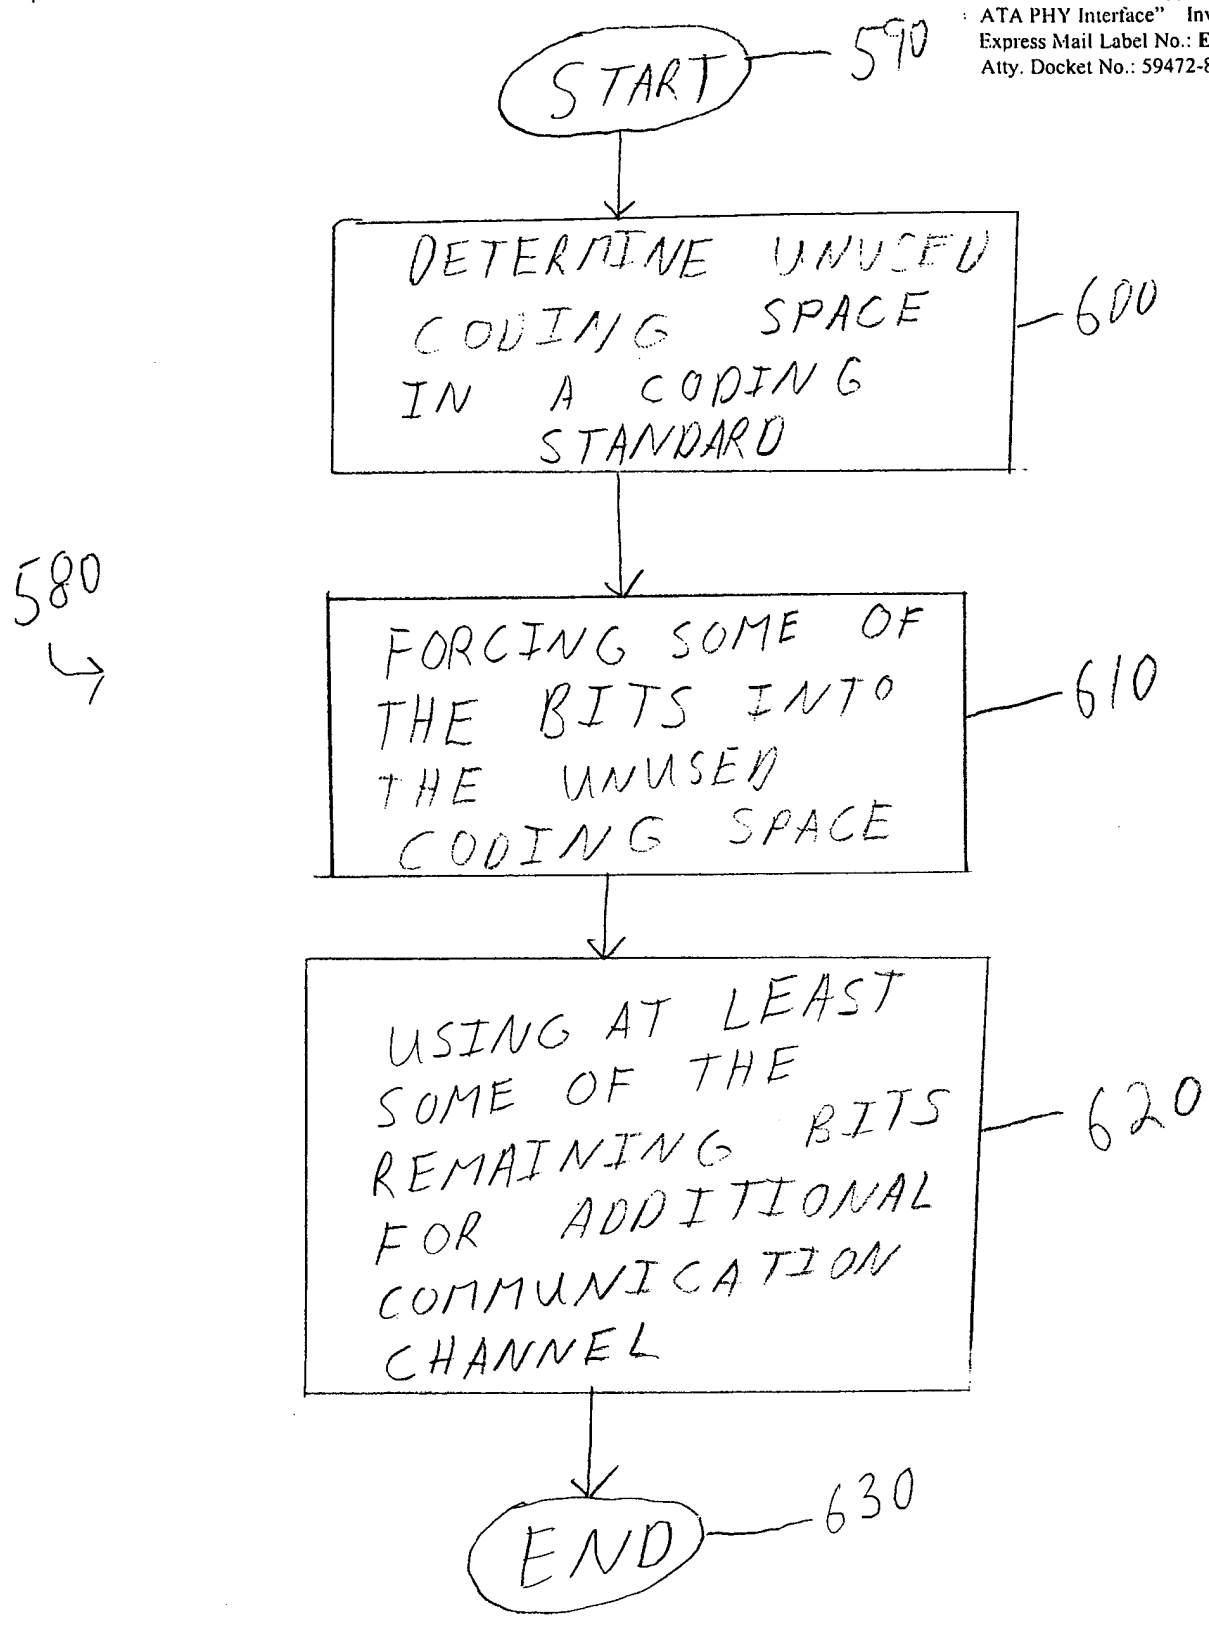 ATA PHY Interface" Inv
Express Mail Label No.: E
Atty. Docket No.: 59472-8
START
590
DETERMINE UNUSED
CODING SPACE
IN A CODING
STANDARD
600
580
FORCING SOME OF
THE BITS INTO
THE UNUSED
CODING SPACE
610
USING AT LEAST
SOME OF THE
REMAINING BITS
FOR ADDITIONAL
COMMUNICATION
CHANNEL
620
END
630